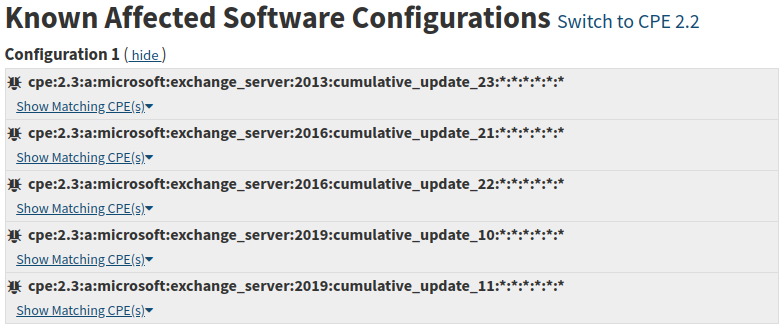 Known Affected Software Configurations Switch to CPE 2.2
Configuration 1 ( hide )
cpe:2.3:a:microsoft:exchange_server:2013:cumulative_update_23:*:*:*:*:*:*
Show Matching CPE(s)
cpe:2.3:a:microsoft:exchange_server:2016:cumulative_update_21:*:*:*:*:*:*
Show Matching CPE(s)
cpe:2.3:a:microsoft:exchange_server:2016:cumulative_update_22:*:*:*:*:*:*
Show Matching CPE(s)
cpe:2.3:a:microsoft:exchange_server:2019:cumulative_update_10:*:*:*:*:*:*
Show Matching CPE(s)
cpe:2.3:a:microsoft:exchange_server:2019:cumulative_update_11:*:*:*:*:*:*
Show Matching CPE(s)